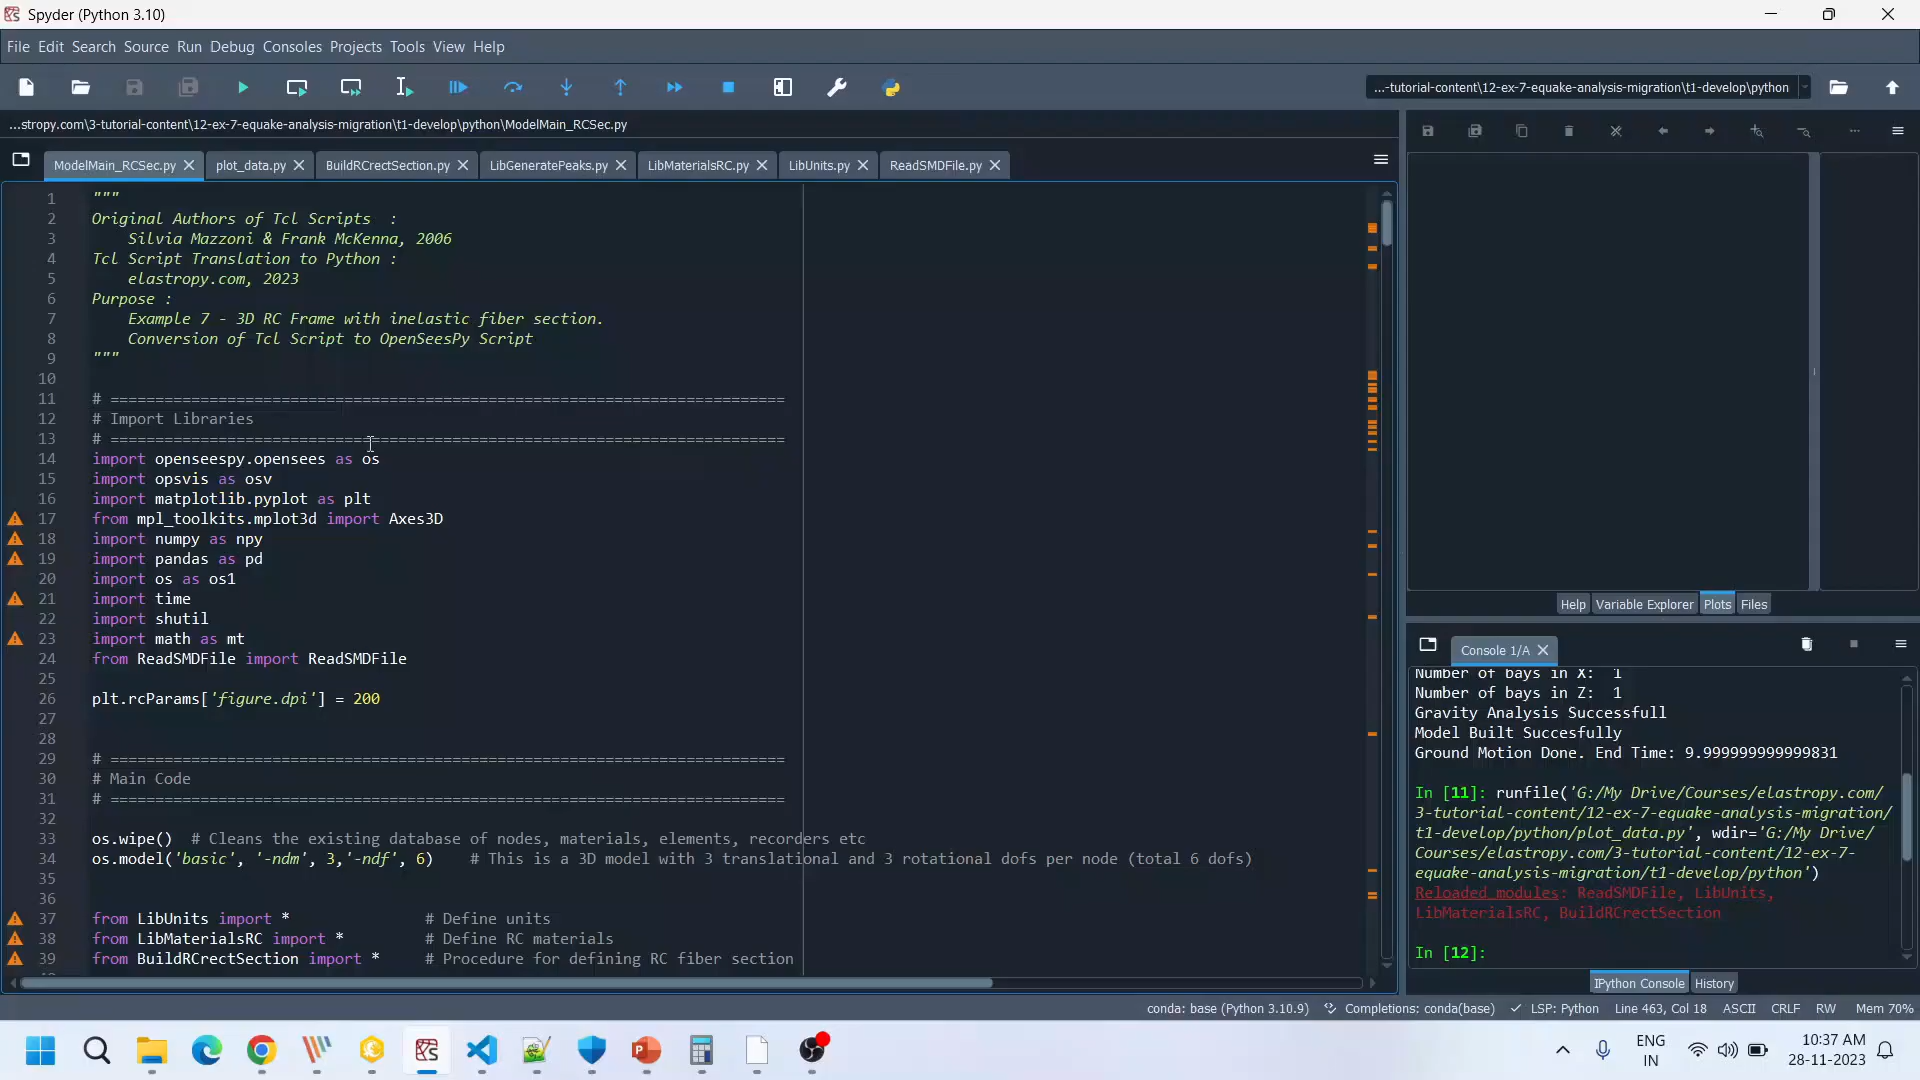 Spyder (Python 3.10)
File Edit Search Source Run Debug Consoles Projects Tools View Help
...-tutorial-content\12-ex-7-equake-analysis-migration\t1-develop\python
...stropy.com\3-tutorial-content\12-ex-7-equake-analysis-migration\t1-develop\python\ModelMain_RCSec.py
ModelMain_RCSec.py plot_data.py BuildRCrectSection.py LibGeneratePeaks.py LibMaterialsRC.py LibUnits.py ReadSMDFile.py
1 """
2 Original Authors of Tcl Scripts  :
3     Silvia Mazzoni & Frank McKenna, 2006
4 Tcl Script Translation to Python :
5     elastropy.com, 2023
6 Purpose :
7     Example 7 - 3D RC Frame with inelastic fiber section.
8     Conversion of Tcl Script to OpenSeesPy Script
9 """
10
11 # ===========================================================================
12 # Import Libraries
13 # ===========================================================================
14 import openseespy.opensees as os
15 import opsvis as osv
16 import matplotlib.pyplot as plt
17 from mpl_toolkits.mplot3d import Axes3D
18 import numpy as npy
19 import pandas as pd
20 import os as os1
21 import time
22 import shutil
23 import math as mt
24 from ReadSMDFile import ReadSMDFile
25
26 plt.rcParams['figure.dpi'] = 200
27
28
29 # ===========================================================================
30 # Main Code
31 # ===========================================================================
32
33 os.wipe()  # Cleans the existing database of nodes, materials, elements, recorders etc
34 os.model('basic', '-ndm', 3,'-ndf', 6)    # This is a 3D model with 3 translational and 3 rotational dofs per node (total 6 dofs)
35
36
37 from LibUnits import *               # Define units
38 from LibMaterialsRC import *         # Define RC materials
39 from BuildRCrectSection import *     # Procedure for defining RC fiber section
Help Variable Explorer Plots Files
Console 1/A
Number of bays in X:  1
Number of bays in Z:  1
Gravity Analysis Successfull
Model Built Succesfully
Ground Motion Done. End Time: 9.999999999999831
In [11]: runfile('G:/My Drive/Courses/elastropy.com/
3-tutorial-content/12-ex-7-equake-analysis-migration/
t1-develop/python/plot_data.py', wdir='G:/My Drive/
Courses/elastropy.com/3-tutorial-content/12-ex-7-
equake-analysis-migration/t1-develop/python')
Reloaded modules: ReadSMDFile, LibUnits,
LibMaterialsRC, BuildRCrectSection
In [12]:
IPython Console History
conda: base (Python 3.10.9) Completions: conda(base) LSP: Python Line 463, Col 18 ASCII CRLF RW Mem 70%
ENG
IN
10:37 AM
28-11-2023